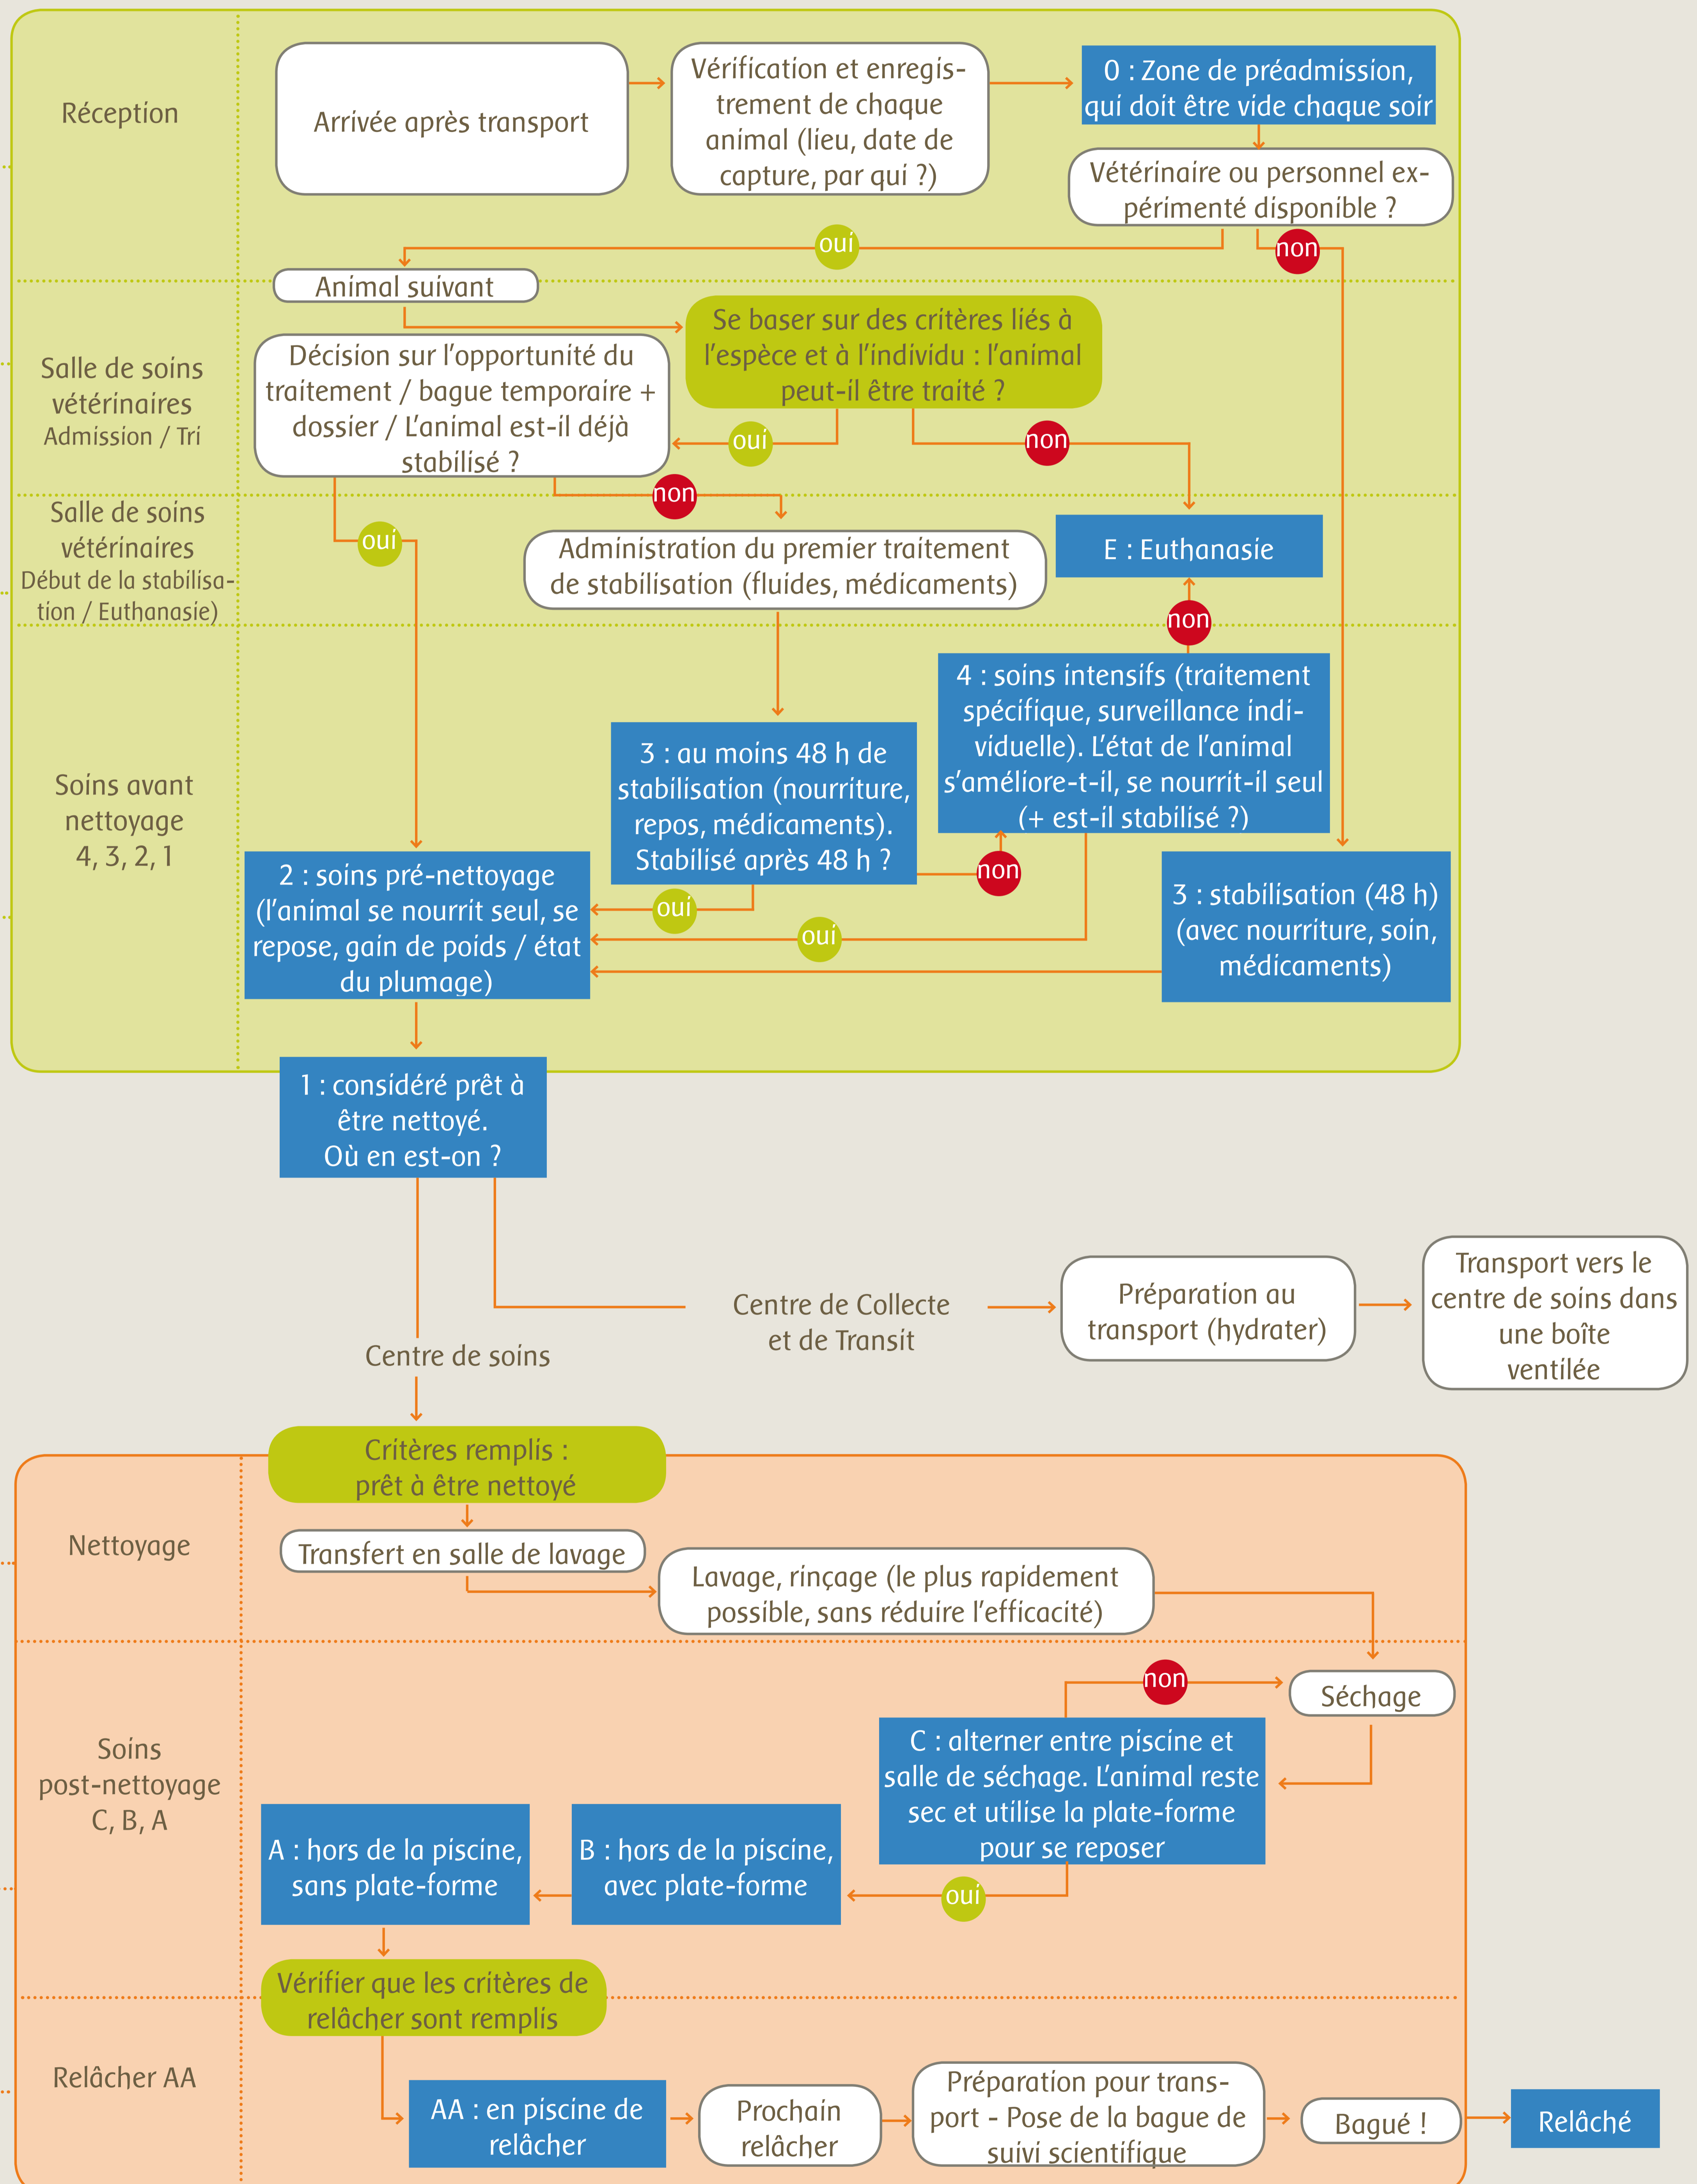 Réception
Arrivée après transport
Vérification et enregis-
trement de chaque
animal (lieu, date de
capture, par qui ?)
0 : Zone de préadmission,
qui doit être vide chaque soir
Vétérinaire ou personnel ex-
périmenté disponible ?
oui
non
Animal suivant
Salle de soins
vétérinaires
Admission / Tri
Se baser sur des critères liés à
l'espèce et à l'individu : l'animal
peut-il être traité ?
Décision sur l'opportunité du
traitement / bague temporaire +
dossier / L'animal est-il déjà
stabilisé ?
oui
non
non
oui
Salle de soins
vétérinaires
Début de la stabilisa-
tion / Euthanasie)
Administration du premier traitement
de stabilisation (fluides, médicaments)
E : Euthanasie
non
Soins avant
nettoyage
4, 3, 2, 1
4 : soins intensifs (traitement
spécifique, surveillance indi-
viduelle). L'état de l'animal
s'améliore-t-il, se nourrit-il seul
(+ est-il stabilisé ?)
3 : au moins 48 h de
stabilisation (nourriture,
repos, médicaments).
Stabilisé après 48 h ?
non
oui
oui
2 : soins pré-nettoyage
(l'animal se nourrit seul, se
repose, gain de poids / état
du plumage)
3 : stabilisation (48 h)
(avec nourriture, soin,
médicaments)
1 : considéré prêt à
être nettoyé.
Où en est-on ?
Centre de Collecte
et de Transit
Préparation au
transport (hydrater)
Transport vers le
centre de soins dans
une boîte
ventilée
Centre de soins
Critères remplis :
prêt à être nettoyé
Nettoyage
Transfert en salle de lavage
Lavage, rinçage (le plus rapidement
possible, sans réduire l'efficacité)
Soins
post-nettoyage
C, B, A
non
Séchage
C : alterner entre piscine et
salle de séchage. L'animal reste
sec et utilise la plate-forme
pour se reposer
oui
B : hors de la piscine,
avec plate-forme
A : hors de la piscine,
sans plate-forme
Vérifier que les critères de
relâcher sont remplis
Relâcher AA
AA : en piscine de
relâcher
Prochain
relâcher
Préparation pour trans-
port - Pose de la bague de
suivi scientifique
Bagué !
Relâché